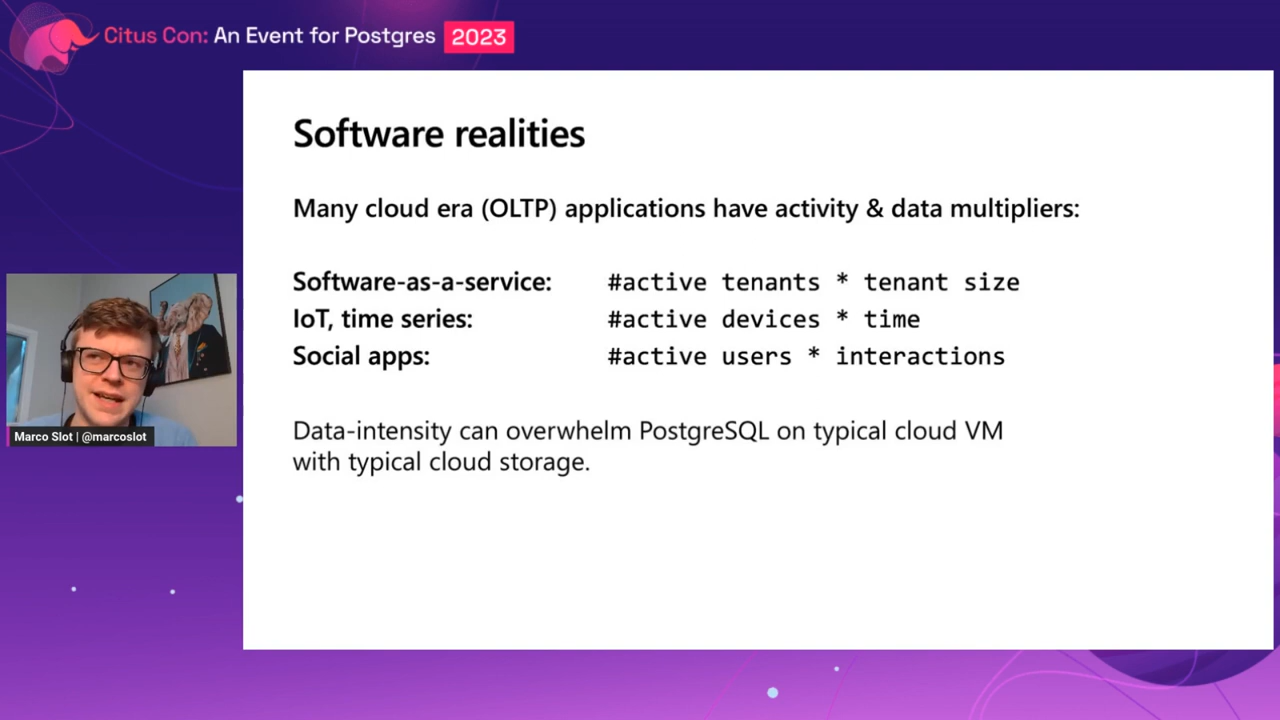 Citus Con: An Event for Postgres 2023
Software realities
Many cloud era (OLTP) applications have activity & data multipliers:
Software-as-a-service: #active tenants * tenant size
IoT, time series: #active devices * time
Social apps: #active users * interactions
Data-intensity can overwhelm PostgreSQL on typical cloud VM
with typical cloud storage.
Marco Slot | @marcoslot